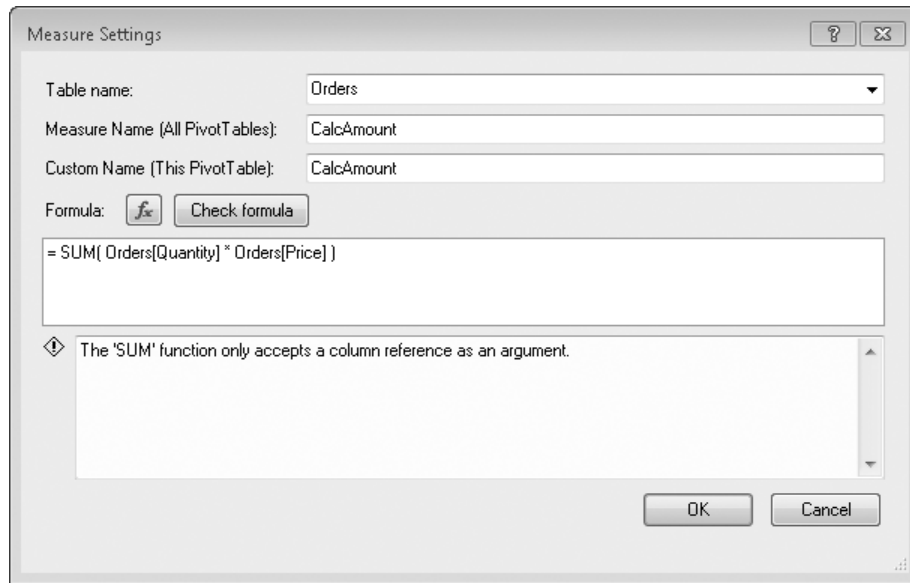 Measure Settings
Table name: Orders
Measure Name (All PivotTables): CalcAmount
Custom Name (This PivotTable): CalcAmount
Formula: fx Check formula
= SUM( Orders[Quantity] * Orders[Price] )
The 'SUM' function only accepts a column reference as an argument.
OK Cancel